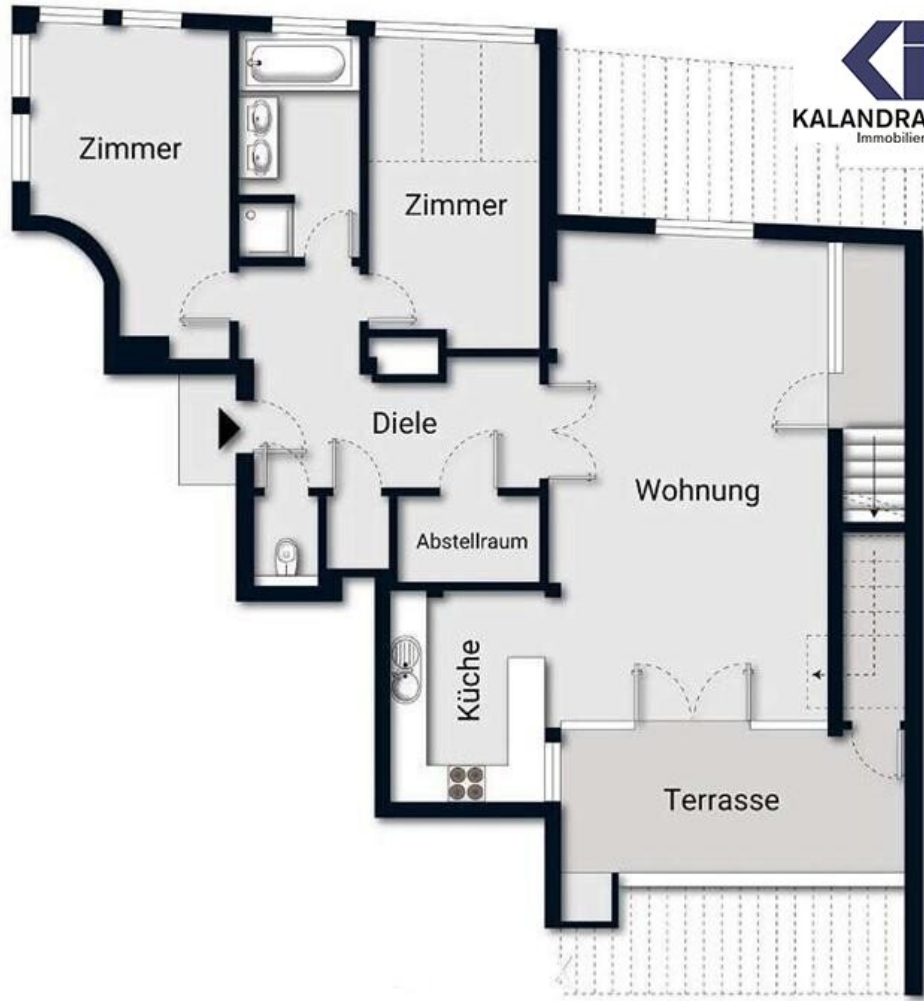 KALANDRA
Immobilien
Zimmer
Zimmer
Diele
Wohnung
Abstellraum
Küche
Terrasse